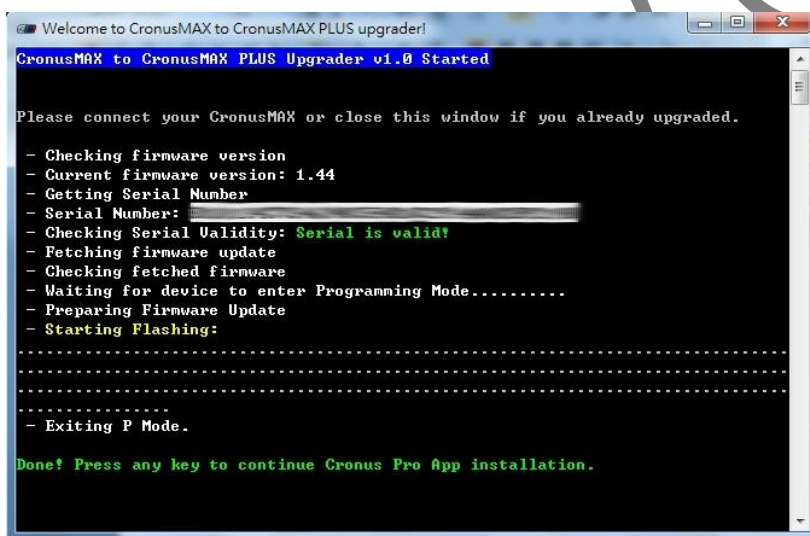 Welcome to CronusMAX to CronusMAX PLUS upgrader!
CronusMAX to CronusMAX PLUS Upgrader v1.0 Started
Please connect your CronusMAX or close this window if you already upgraded.
- Checking firmware version
- Current firmware version: 1.44
- Getting Serial Number
- Serial Number:
- Checking Serial Validity: Serial is valid!
- Fetching firmware update
- Checking fetched firmware
- Waiting for device to enter Programming Mode..........
- Preparing Firmware Update
- Starting Flashing:
................................................................................
................................................................................
................................................................................
................
- Exiting P Mode.
Done! Press any key to continue Cronus Pro App installation.